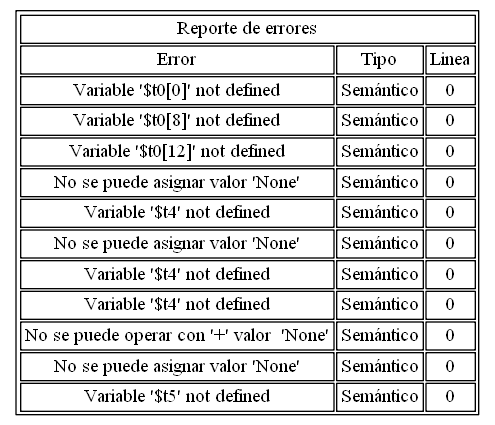 Reporte de errores
Error Tipo Linea
Variable '$t0[0]' not defined Semántico 0
Variable '$t0[8]' not defined Semántico 0
Variable '$t0[12]' not defined Semántico 0
No se puede asignar valor 'None' Semántico 0
Variable '$t4' not defined Semántico 0
No se puede asignar valor 'None' Semántico 0
Variable '$t4' not defined Semántico 0
Variable '$t4' not defined Semántico 0
No se puede operar con '+' valor 'None' Semántico 0
No se puede asignar valor 'None' Semántico 0
Variable '$t5' not defined Semántico 0